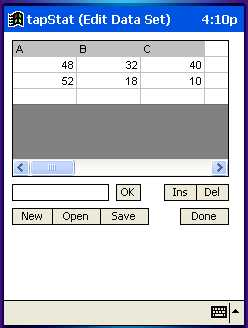 tapStat (Edit Data Set) 4:10p
A B C
48 32 40
52 18 10
OK Ins Del
New Open Save Done